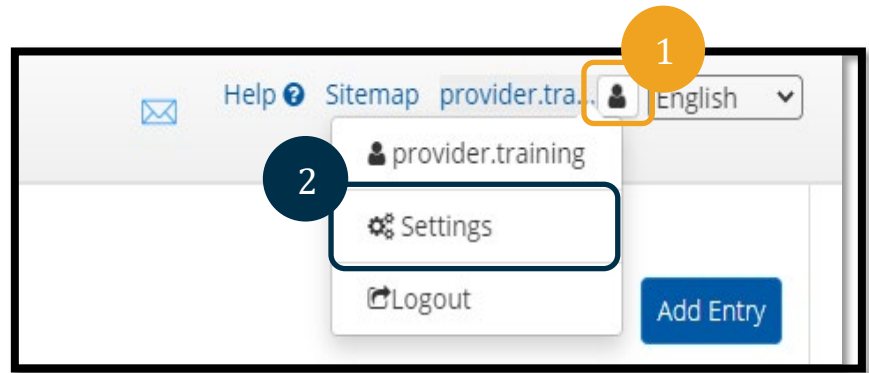 1
Help Sitemap provider.tra... English
provider.training
2
Settings
Logout
Add Entry